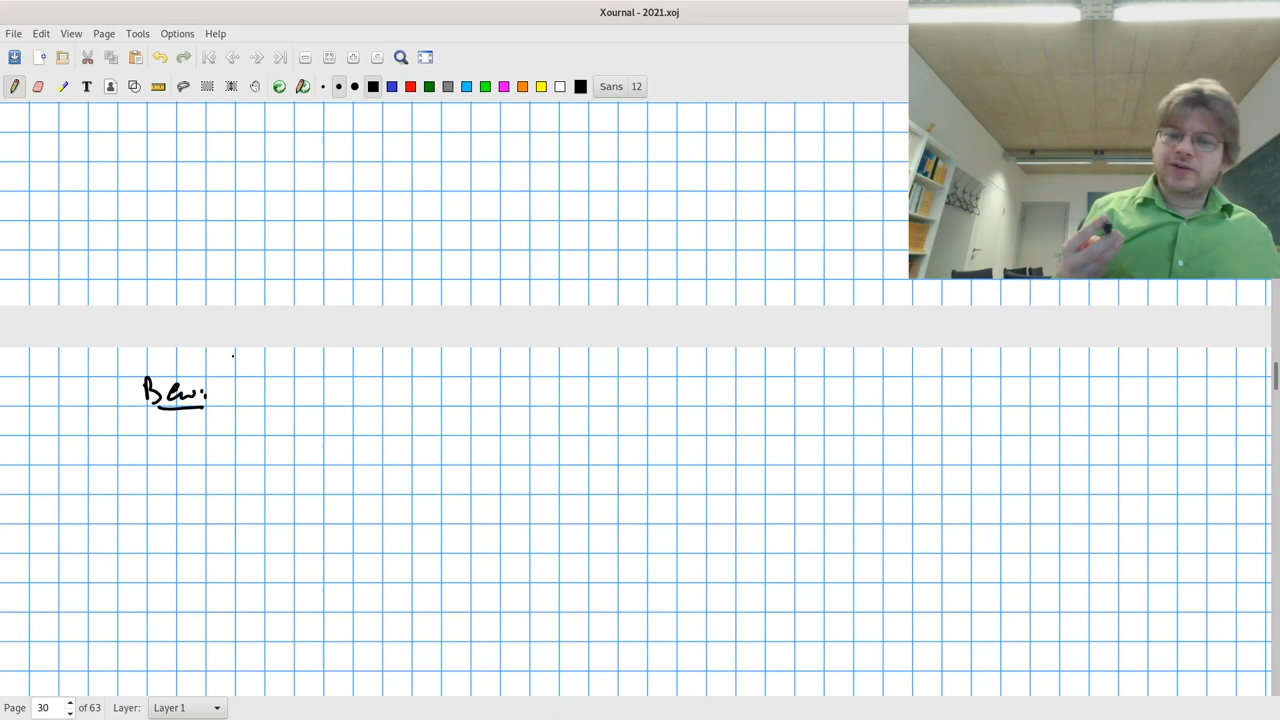 Xournal - 2021.xoj
File Edit View Page Tools Options Help
T Sans 12
Bew:
Page 30 of 63 Layer: Layer 1